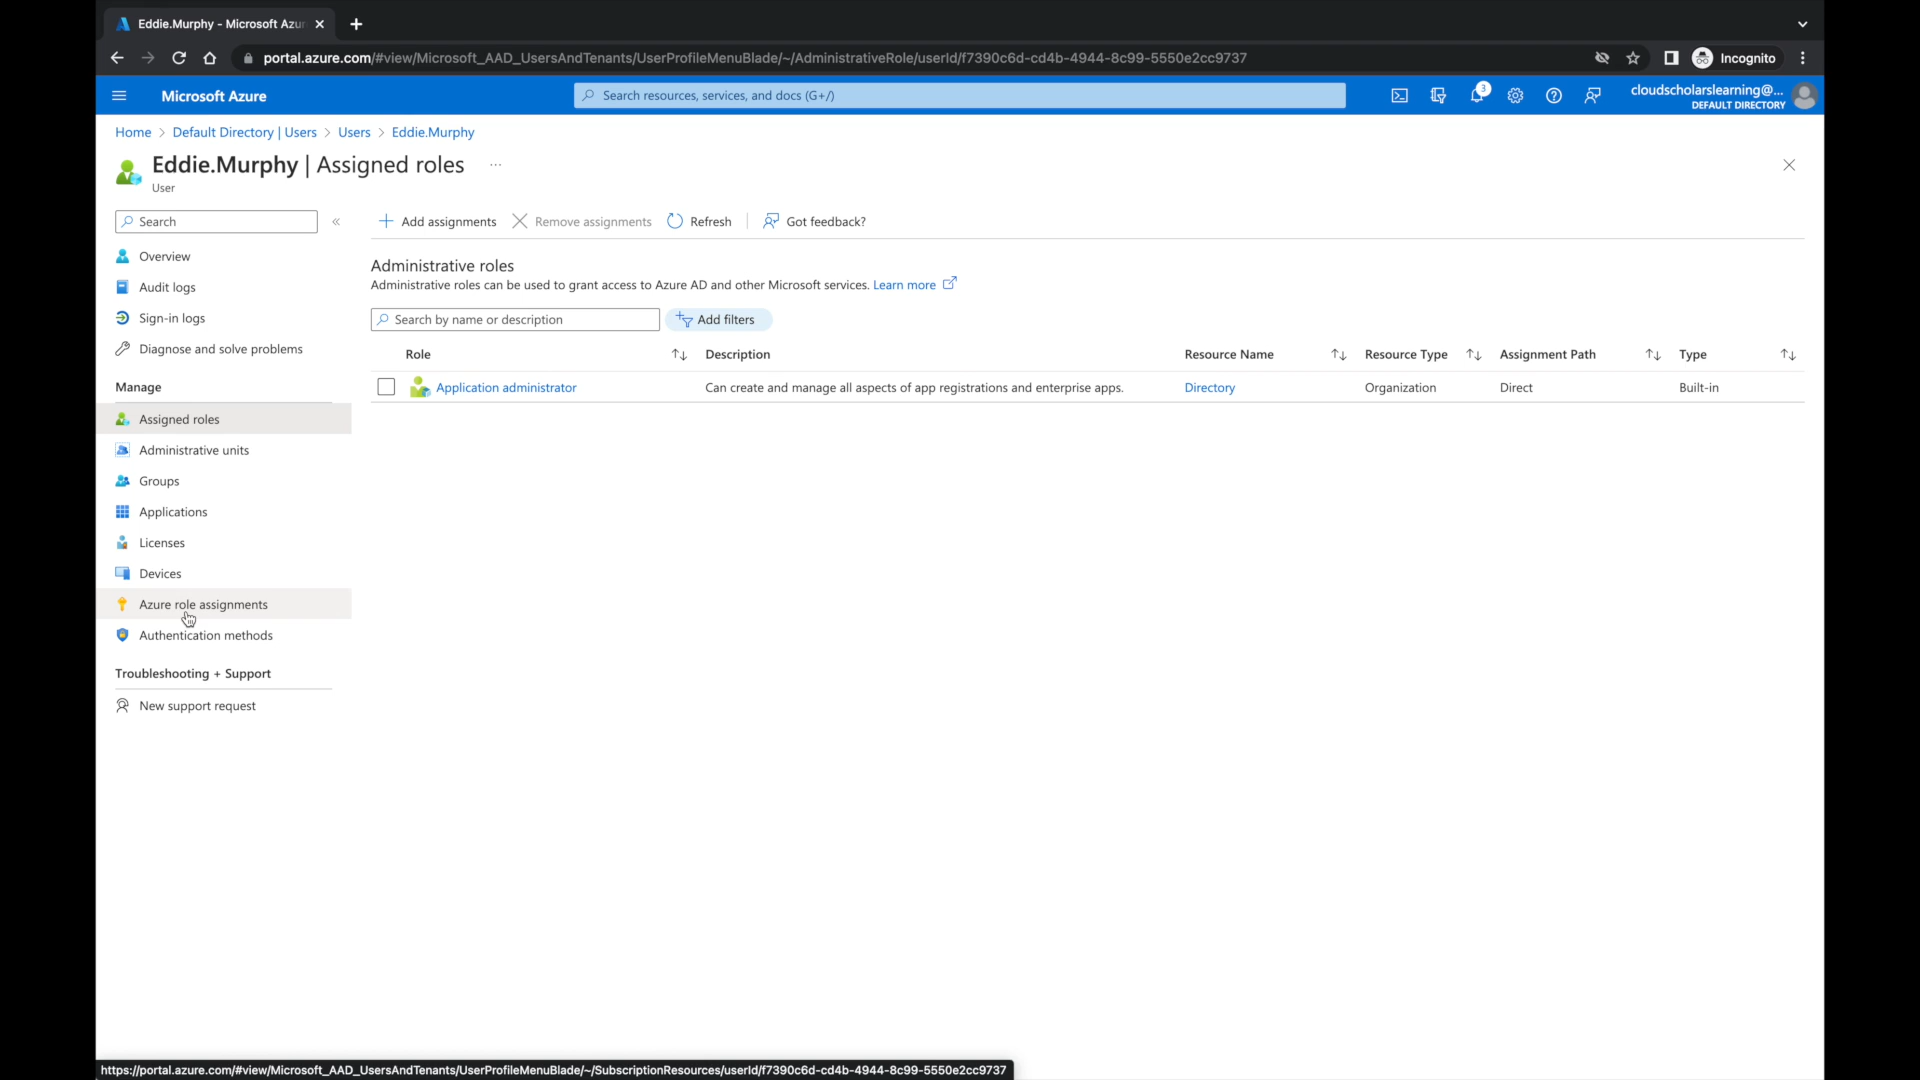 Eddie.Murphy - Microsoft Azur
portal.azure.com/#view/Microsoft_AAD_UsersAndTenants/UserProfileMenuBlade/~/AdministrativeRole/userId/f7390c6d-cd4b-4944-8c99-5550e2cc9737
Incognito
Microsoft Azure
Search resources, services, and docs (G+/)
3
cloudscholarslearning@...
DEFAULT DIRECTORY
Home > Default Directory | Users > Users > Eddie.Murphy
Eddie.Murphy | Assigned roles ...
User
Search «
Add assignments Remove assignments Refresh Got feedback?
Overview
Audit logs
Sign-in logs
Diagnose and solve problems
Manage
Assigned roles
Administrative units
Groups
Applications
Licenses
Devices
Azure role assignments
Authentication methods
Troubleshooting + Support
New support request
Administrative roles
Administrative roles can be used to grant access to Azure AD and other Microsoft services. Learn more
Search by name or description Add filters
Role Description Resource Name Resource Type Assignment Path Type
Application administrator Can create and manage all aspects of app registrations and enterprise apps. Directory Organization Direct Built-in
https://portal.azure.com/#view/Microsoft_AAD_UsersAndTenants/UserProfileMenuBlade/~/SubscriptionResources/userId/f7390c6d-cd4b-4944-8c99-5550e2cc9737